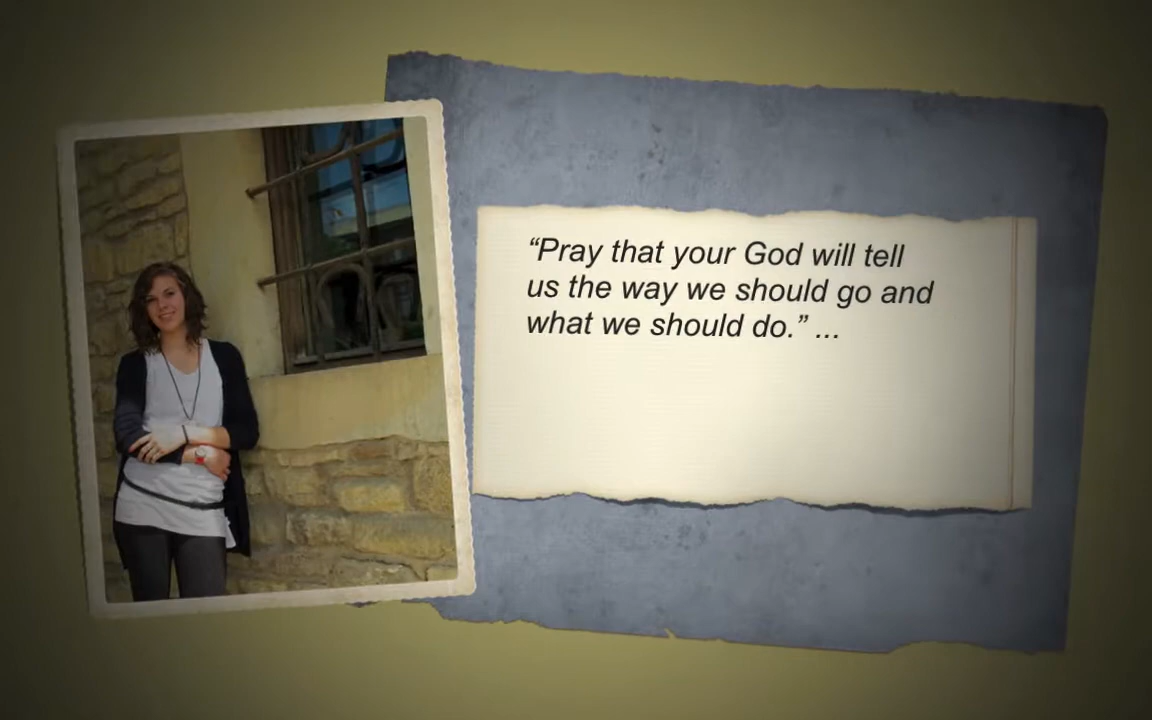 “Pray that your God will tell
us the way we should go and
what we should do.” ...